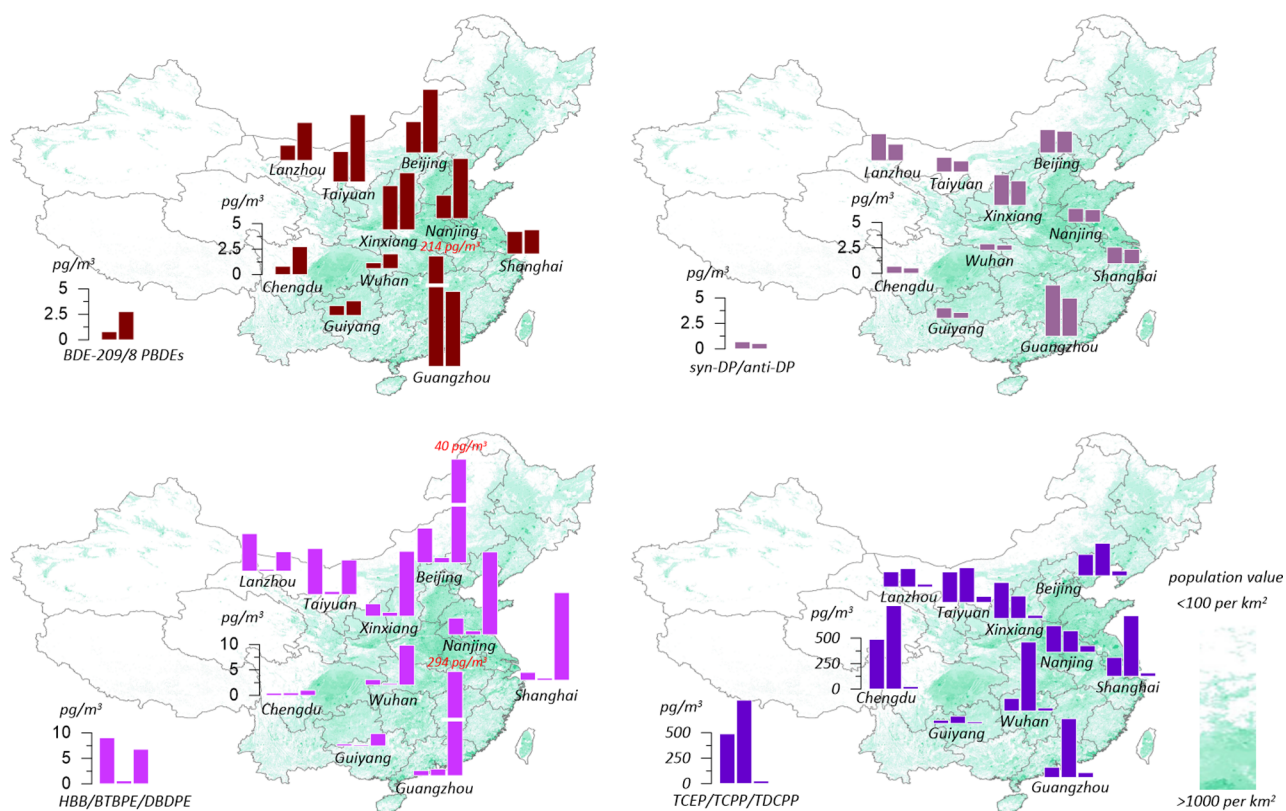 Beijing
Lanzhou
Taiyuan
pg/m³
5
2.5
0
Xinxiang
Nanjing
214 pg/m³
Shanghai
Chengdu
Wuhan
Guiyang
Guangzhou
pg/m³
5
2.5
0
BDE-209/8 PBDEs
Beijing
Lanzhou
Taiyuan
pg/m³
5
2.5
0
Xinxiang
Nanjing
Wuhan
Shanghai
Chengdu
Guiyang
Guangzhou
pg/m³
5
2.5
0
syn-DP/anti-DP
40 pg/m³
Lanzhou
Beijing
Taiyuan
Xinxiang
Nanjing
pg/m³
10
5
0
294 pg/m³
Shanghai
Chengdu
Wuhan
Guiyang
Guangzhou
pg/m³
10
5
0
HBB/BTBPE/DBDPE
Beijing
Lanzhou
Taiyuan
Xinxiang
Nanjing
pg/m³
500
250
0
Shanghai
Chengdu
Wuhan
Guiyang
Guangzhou
pg/m³
500
250
0
TCEP/TCPP/TDCPP
population value
<100 per km²
>1000 per km²